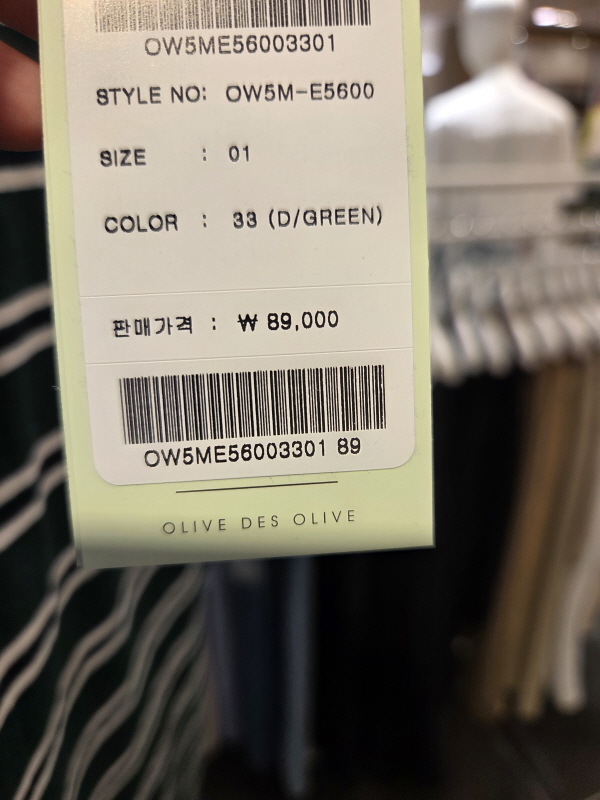 OW5ME56003301
STYLE NO: OW5M-E5600
SIZE : 01
COLOR : 33 (D/GREEN)
판매가격 : ₩ 89,000
OW5ME56003301 89
OLIVE DES OLIVE